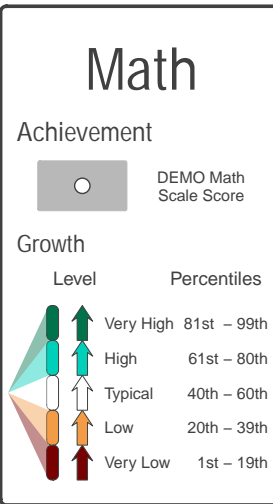 Math
Achievement
DEMO Math
Scale Score
Growth
Level Percentiles
Very High 81st – 99th
High 61st – 80th
Typical 40th – 60th
Low 20th – 39th
Very Low 1st – 19th